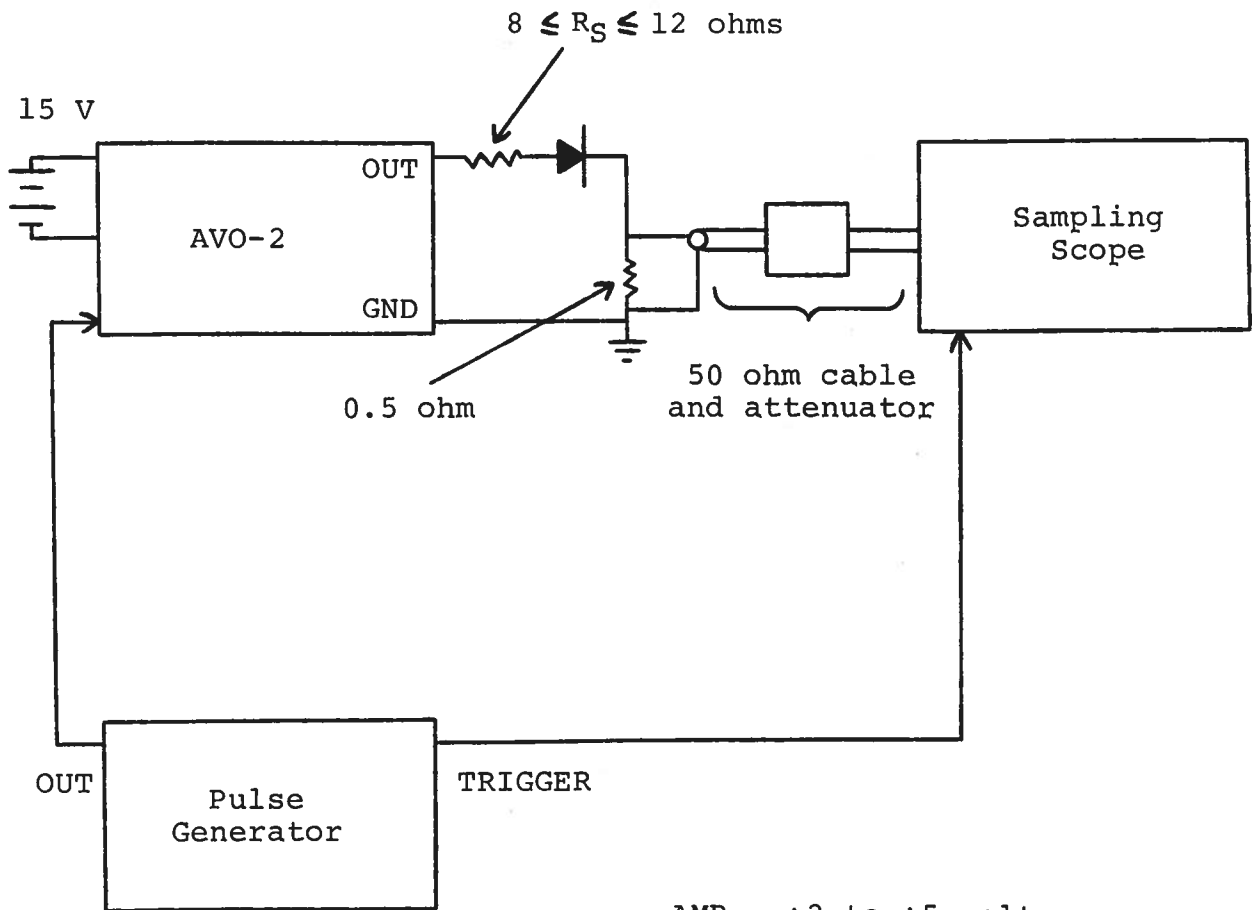 8 ≤ RS ≤ 12 ohms
15 V
OUT
AVO-2
GND
Sampling
Scope
0.5 ohm
50 ohm cable
and attenuator
OUT
TRIGGER
Pulse
Generator